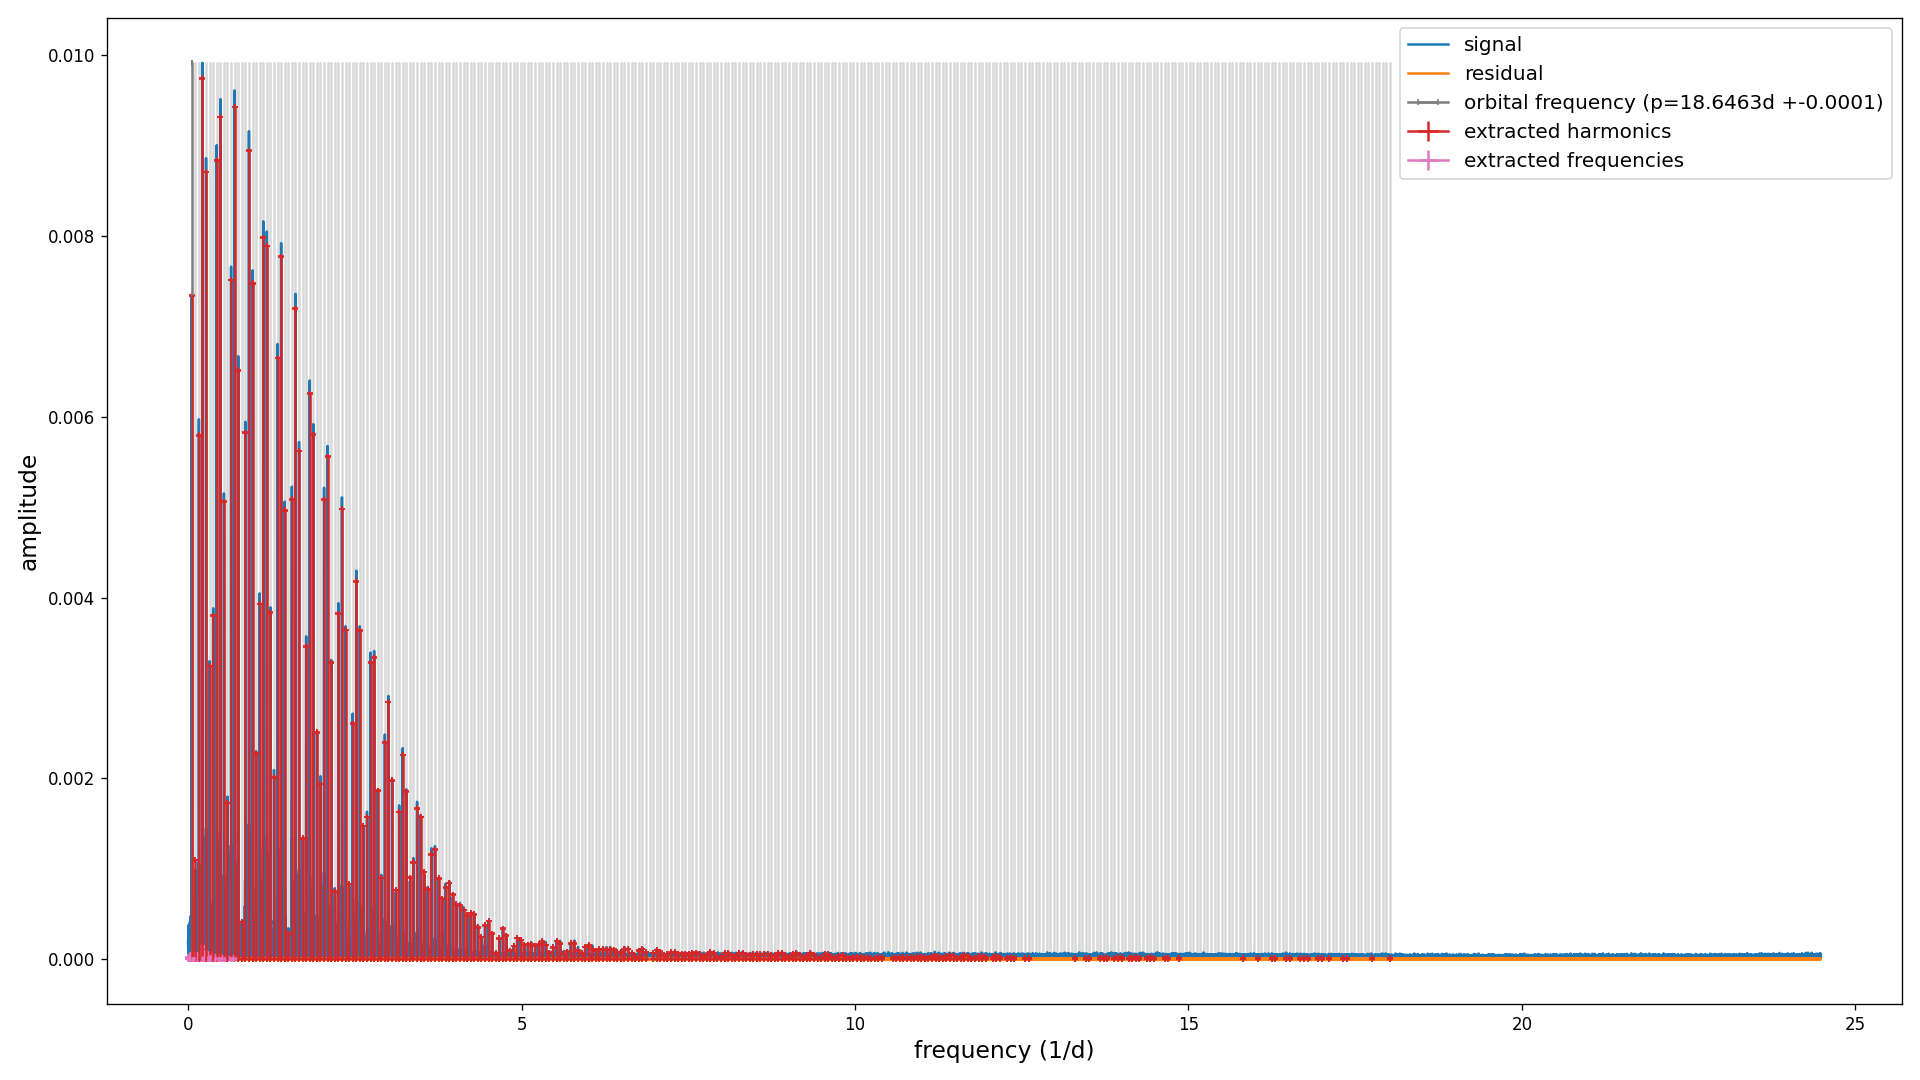 signal
residual
orbital frequency (p=18.6463d +-0.0001)
extracted harmonics
extracted frequencies
0.010
0.008
0.006
0.004
0.002
0.000
amplitude
0
5
10
15
20
25
frequency (1/d)